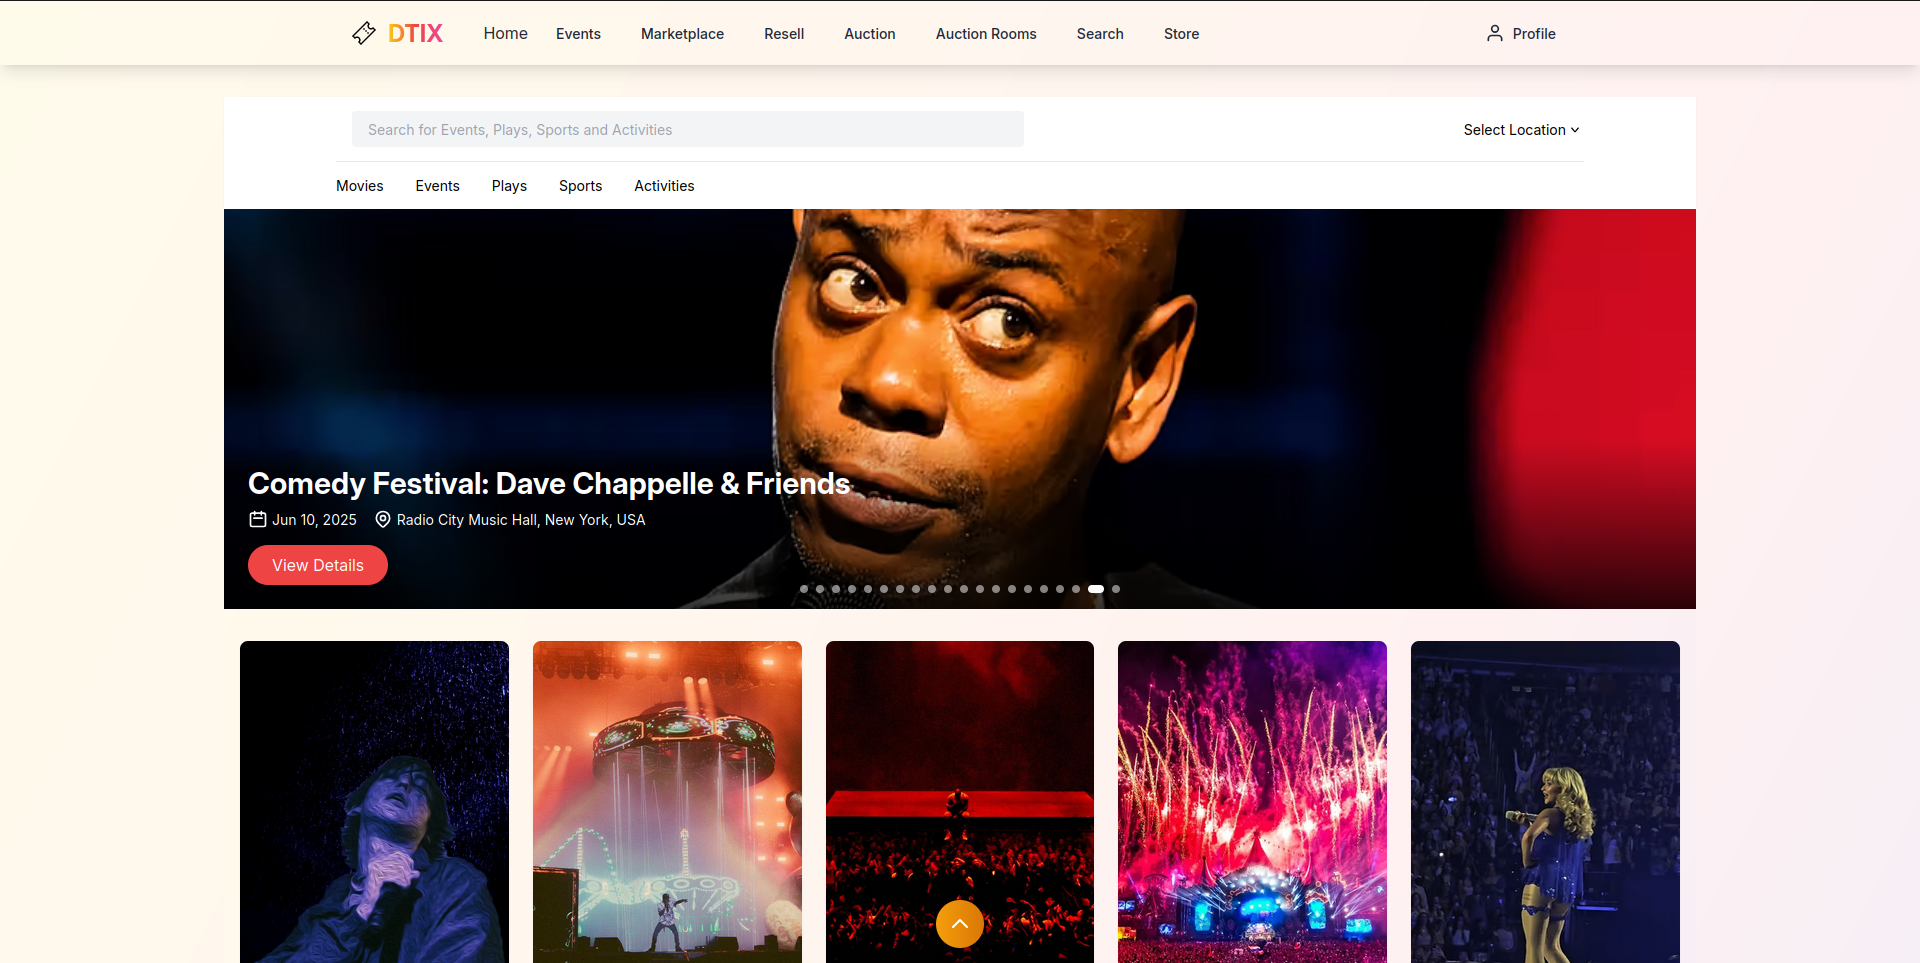 DTIX
Home Events Marketplace Resell Auction Auction Rooms Search Store Profile
Search for Events, Plays, Sports and Activities
Select Location
Movies Events Plays Sports Activities
Comedy Festival: Dave Chappelle & Friends
Jun 10, 2025 Radio City Music Hall, New York, USA
View Details